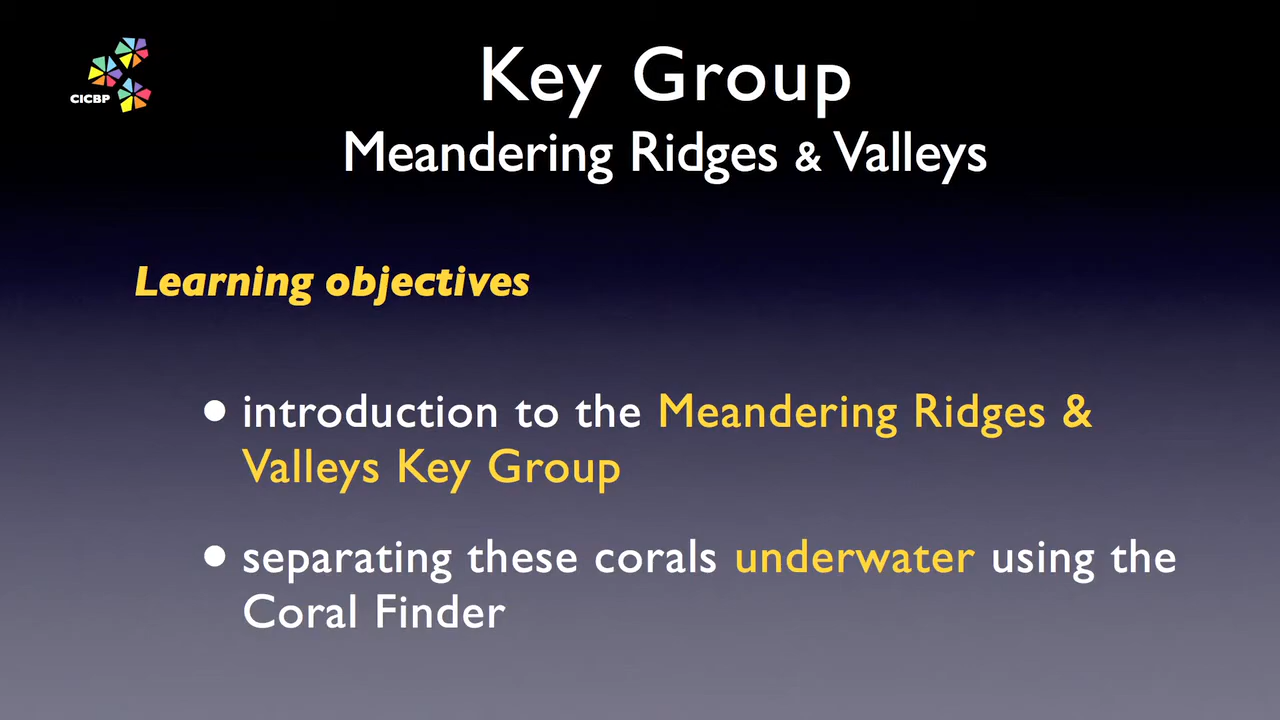 CICBP
Key Group
Meandering Ridges & Valleys
Learning objectives
• introduction to the Meandering Ridges &
Valleys Key Group
• separating these corals underwater using the
Coral Finder